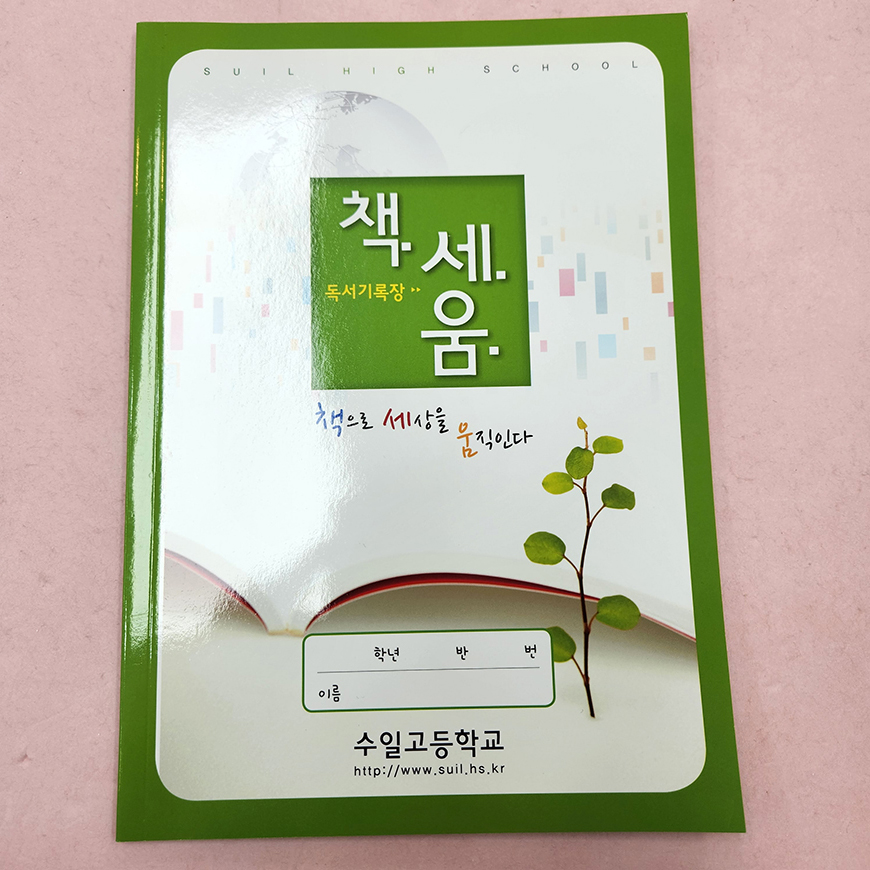 SUIL HIGH SCHOOL
책.
세.
독서기록장
움.
책으로 세상을
움직인다
학년 반 번
이름
수일고등학교
http://www.suil.hs.kr